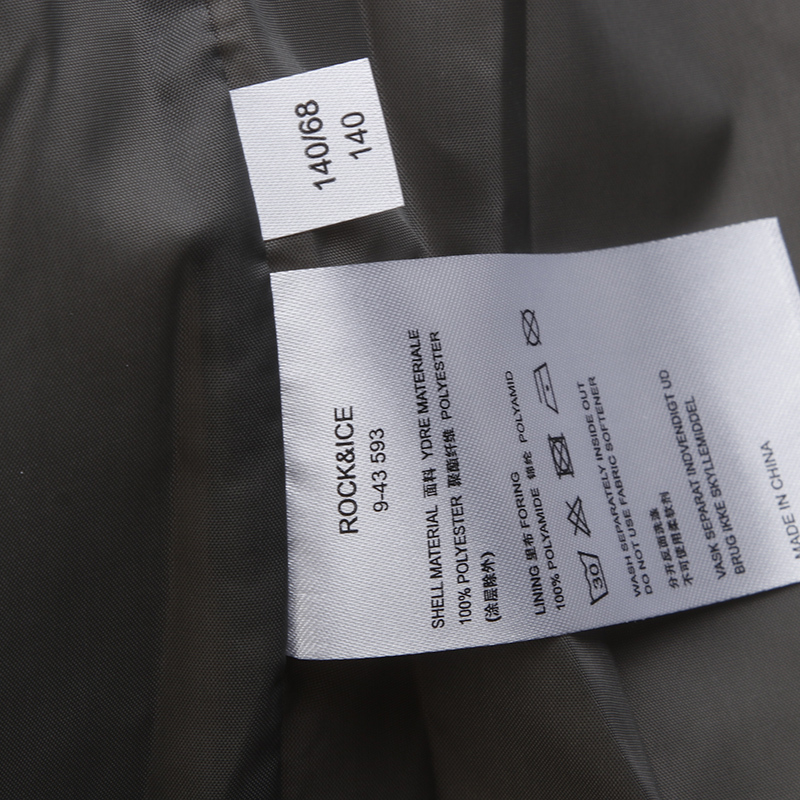 140/68
140
ROCK&ICE
9-43 593
SHELL MATERIAL 面料 YDRE MATERIALE
100% POLYESTER 聚酯纤维 POLYESTER
(涂层除外)
LINING 里布 FORING
100% POLYAMIDE 锦纶 POLYAMID
30
WASH SEPARATELY INSIDE OUT
DO NOT USE FABRIC SOFTENER
分开反面洗涤
不可使用柔软剂
VASK SEPARAT INDVENDIGT UD
BRUG IKKE SKYLLEMIDDEL
MADE IN CHINA